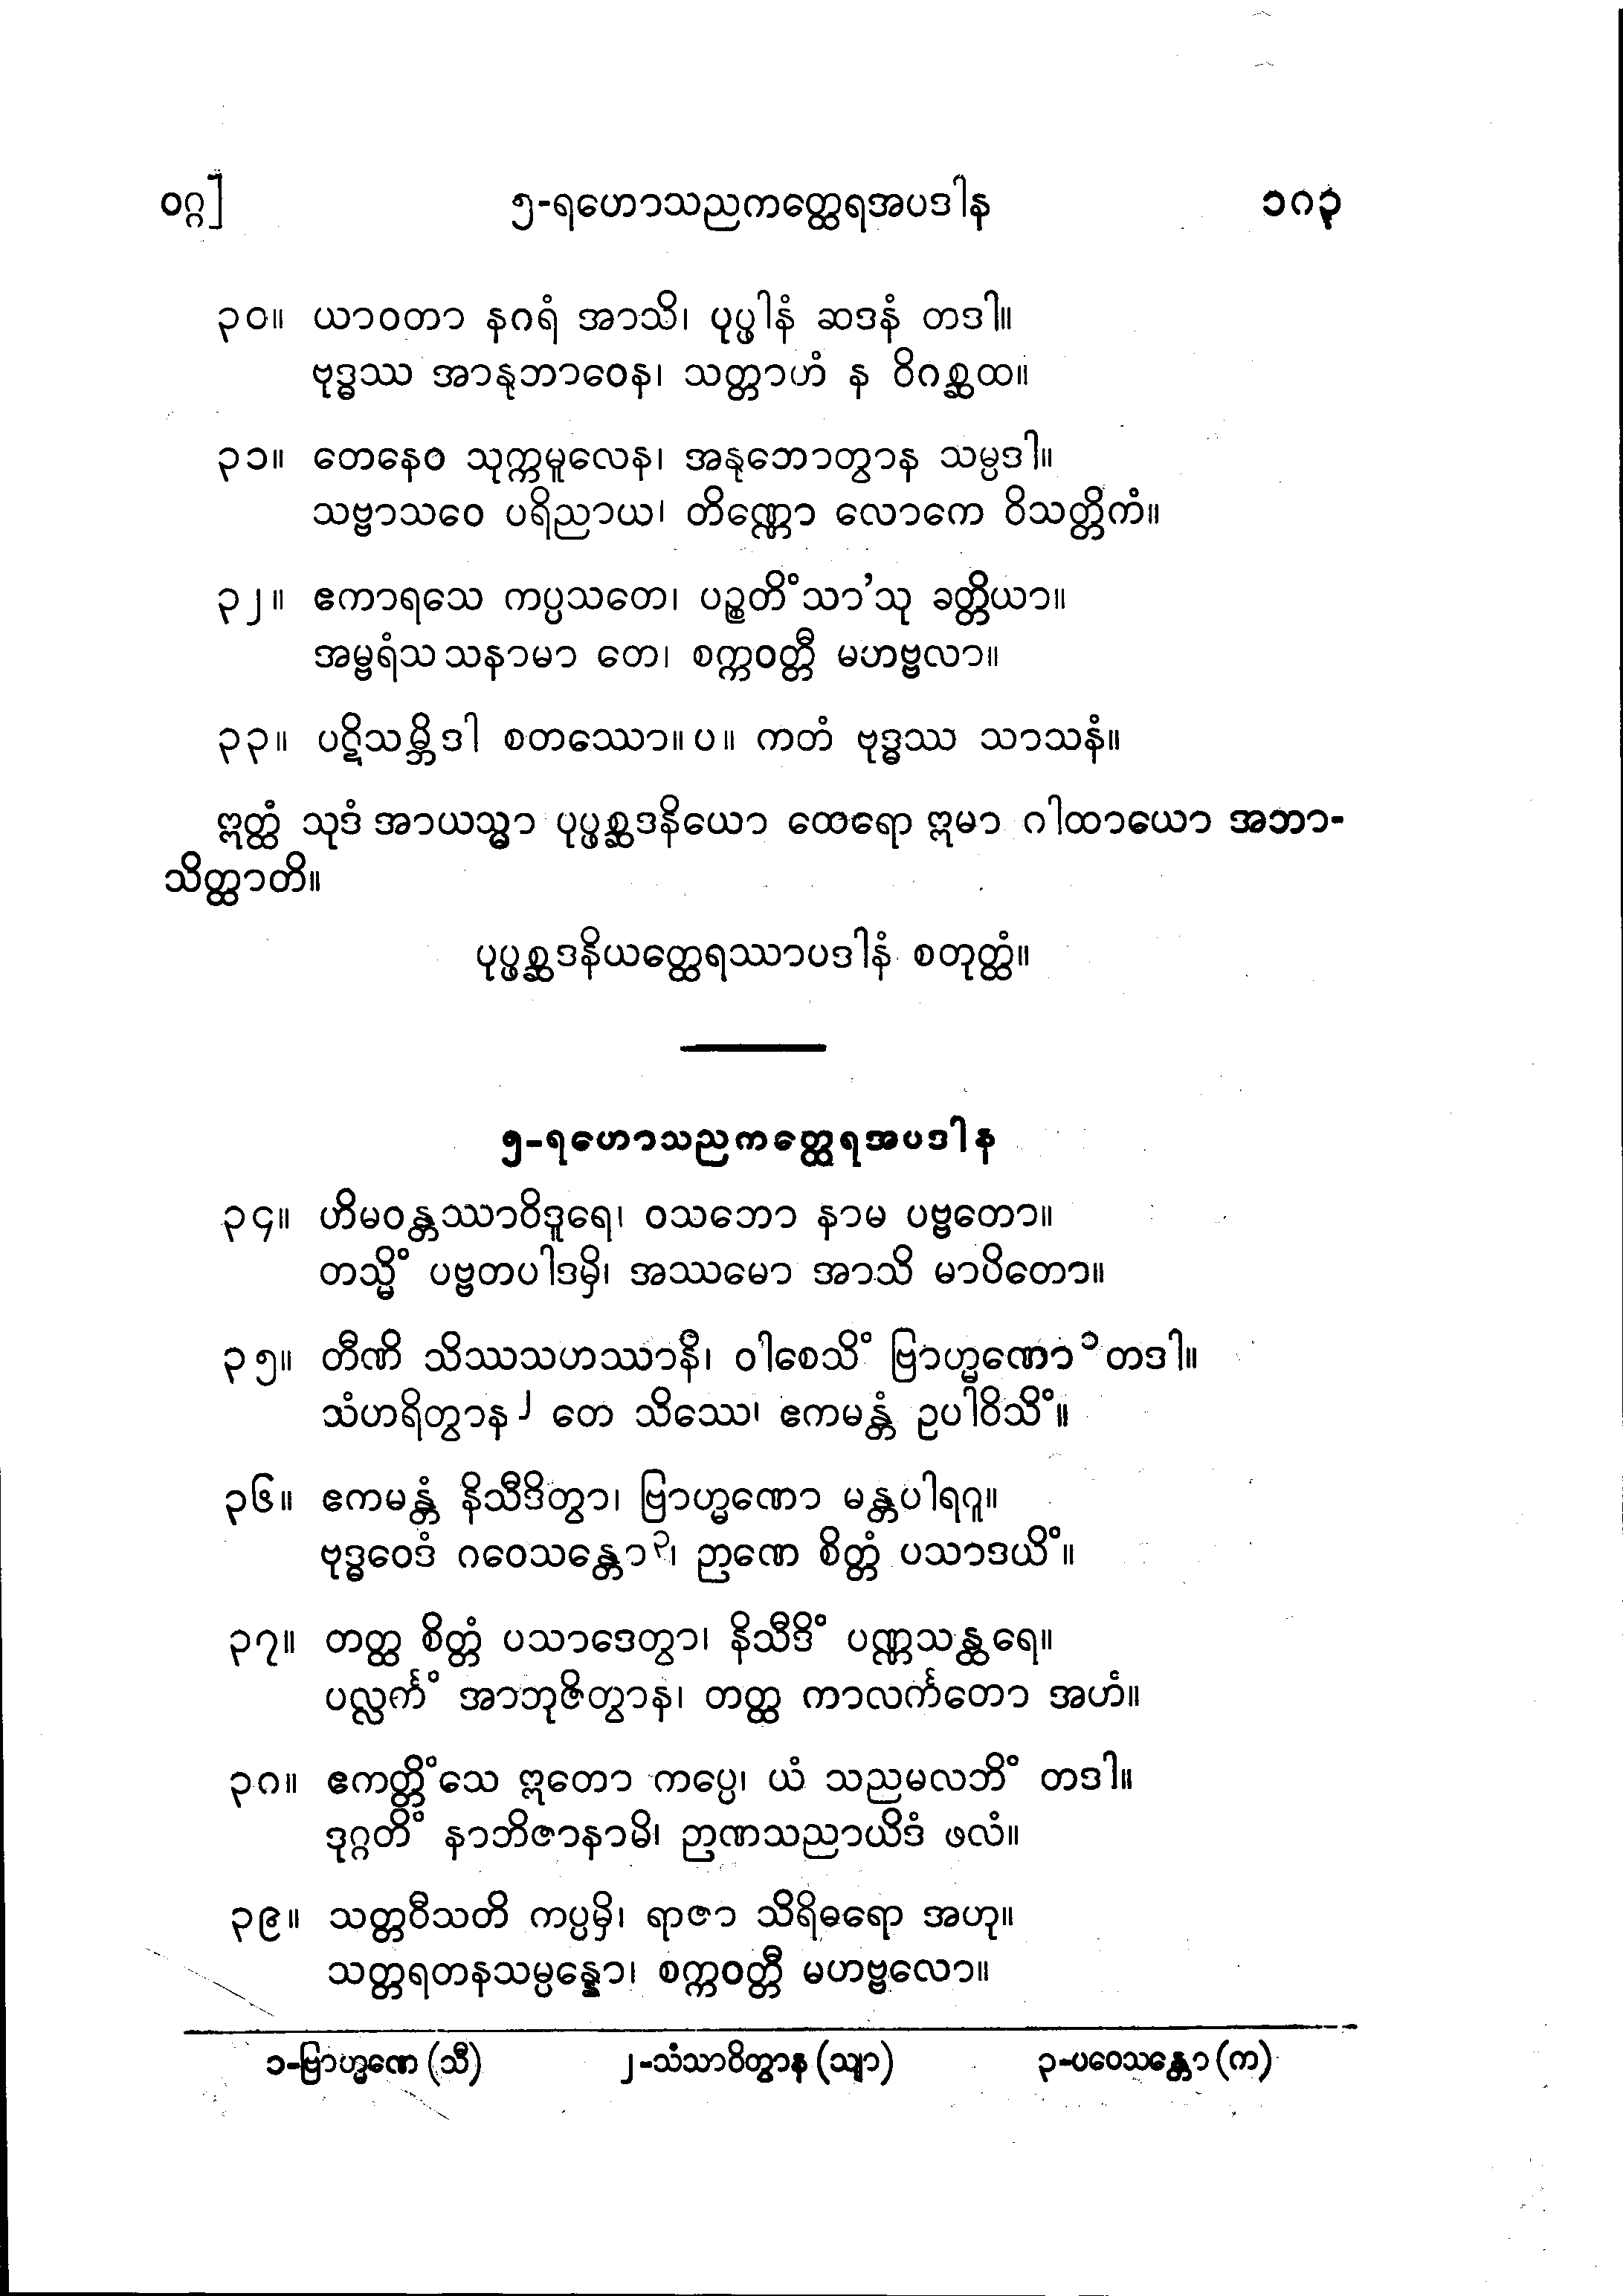 ဝဂ္ဂ]	၅-ရဟောသညကတ္ထေရအပဒါန	၁၈၃
၃၀။ ယာဝတာ နဂရံ အာသိ၊ ပုပ္ဖါနံ ဆဒနံ တဒါ။
ဗုဒ္ဓဿ အာနုဘာဝေန၊ သတ္တာဟံ န ဝိဂစ္ဆထ။
၃၁။ တေနေဝ သုက္ကမူလေန၊ အနုဘောတွာန သမ္ပဒါ။
သဗ္ဗာသဝေ ပရိညာယ၊ တိဏ္ဏော လောကေ ဝိသတ္တိကံ။
၃၂။ ဧကာရသေ ကပ္ပသတေ၊ ပဉ္စတိံသာ’သု ခတ္တိယာ။
အမ္ဗရံသ သနာမာ တေ၊ စက္ကဝတ္တီ မဟဗ္ဗလာ။
၃၃။ ပဋိသမ္ဘိဒါ စတဿော။ ပ။ ကတံ ဗုဒ္ဓဿ သာသနံ။
ဣတ္ထံ သုဒံ အာယသ္မာ ပုပ္ဖစ္ဆဒနိယော ထေရော ဣမာ ဂါထာယော အဘာ-
သိတ္ထာတိ။
ပုပ္ဖစ္ဆဒနိယတ္ထေရဿာပဒါနံ စတုတ္ထံ။
၅-ရဟောသညကတ္ထေရအပဒါန
၃၄။ ဟိမဝန္တဿာဝိဒူရေ၊ ဝသဘော နာမ ပဗ္ဗတော။
တသ္မိံ ပဗ္ဗတပါဒမှိ၊ အဿမော အာသိ မာပိတော။
၃၅။ တီဏိ သိဿသဟဿာနိ၊ ဝါစေသိံ ဗြာဟ္မဏော ၁ တဒါ။
သံဟရိတွာန ၂ တေ သိဿေ၊ ဧကမန္တံ ဥပါဝိသိံ။
၃၆။ ဧကမန္တံ နိသီဒိတွာ၊ ဗြာဟ္မဏော မန္တပါရဂူ။
ဗုဒ္ဓဝေဒံ ဂဝေသန္တော ၃၊ ဉာဏေ စိတ္တံ ပသာဒယိံ။
၃၇။ တတ္ထ စိတ္တံ ပသာဒေတွာ၊ နိသီဒိံ ပဏ္ဏသန္ထရေ။
ပလ္လင်္ကံ အာဘုဇိတွာန၊ တတ္ထ ကာလင်္ကတော အဟံ။
၃၈။ ဧကတ္တိံသေ ဣတော ကပ္ပေ၊ ယံ သညမလဘိံ တဒါ။
ဒုဂ္ဂတိံ နာဘိဇာနာမိ၊ ဉာဏသညာယိဒံ ဖလံ။
၃၉။ သတ္တဝီသတိ ကပ္ပမှိ၊ ရာဇာ သိရိဓရော အဟု။
သတ္တရတနသမ္ပန္နော၊ စက္ကဝတ္တီ မဟဗ္ဗလော။
၁-ဗြာဟ္မဏေ (သီ)	၂-သံသာဝိတွာန (သျာ)	၃-ပဝေသန္တော (က)